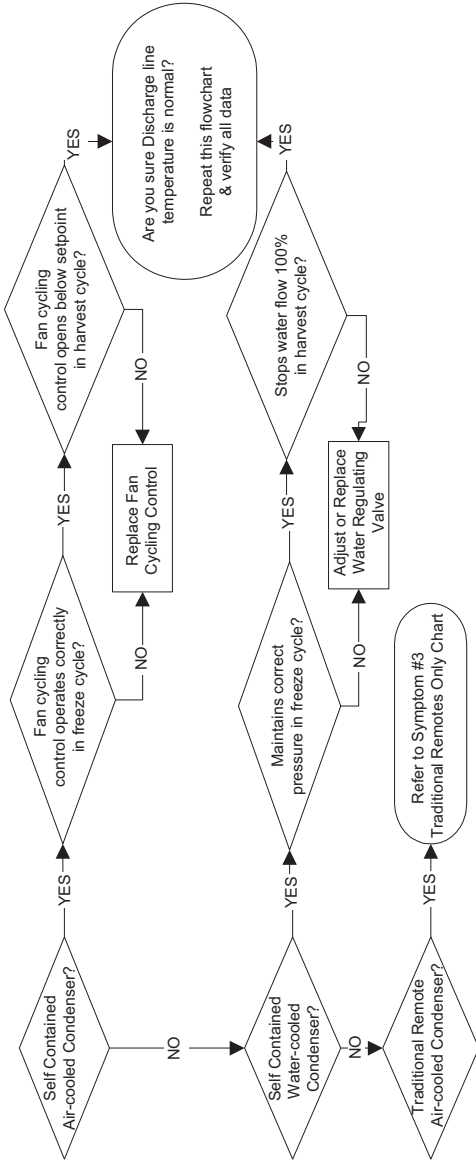 Self Contained
Air-cooled Condenser?
YES
Fan cycling
control operates correctly
in freeze cycle?
YES
Fan cycling
control opens below setpoint
in harvest cycle?
YES
NO
Replace Fan
Cycling Control
NO
Are you sure Discharge line
temperature is normal?
Repeat this flowchart
& verify all data
NO
Self Contained
Water-cooled
Condenser?
YES
Maintains correct
pressure in freeze cycle?
YES
Stops water flow 100%
in harvest cycle?
YES
NO
Adjust or Replace
Water Regulating
Valve
NO
NO
Traditional Remote
Air-cooled Condenser?
YES
Refer to Symptom #3
Traditional Remotes Only Chart